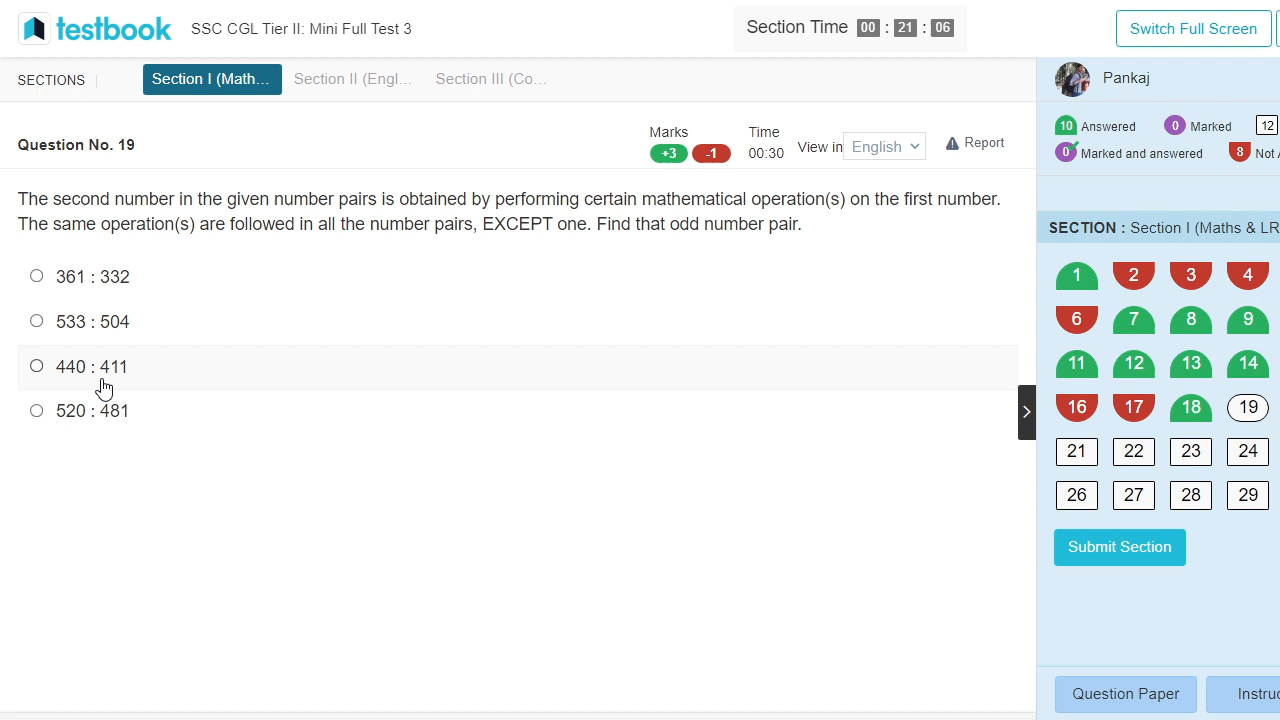 testbook
SSC CGL Tier II: Mini Full Test 3
Section Time 00 : 21 : 06
Switch Full Screen
SECTIONS
Section I (Math...
Section II (Engl...
Section III (Co...
Pankaj
Question No. 19
Marks
+3 -1
Time
00:30
View in English
Report
10 Answered
0 Marked
12
0 Marked and answered
8 Not
The second number in the given number pairs is obtained by performing certain mathematical operation(s) on the first number.
The same operation(s) are followed in all the number pairs, EXCEPT one. Find that odd number pair.
361 : 332
533 : 504
440 : 411
520 : 481
SECTION : Section I (Maths & LR
1 2 3 4
6 7 8 9
11 12 13 14
16 17 18 19
21 22 23 24
26 27 28 29
Submit Section
Question Paper